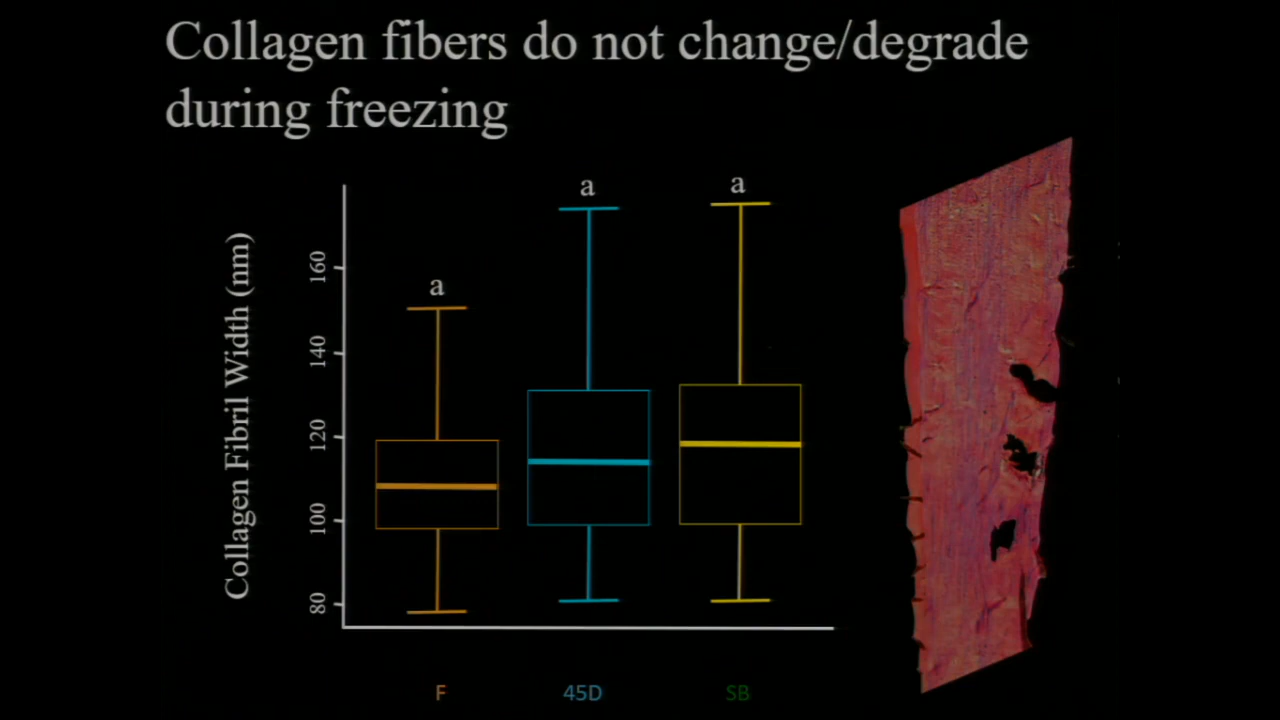 Collagen fibers do not change/degrade
during freezing
a
a
a
Collagen Fibril Width (nm)
160
140
120
100
80
F
45D
SB